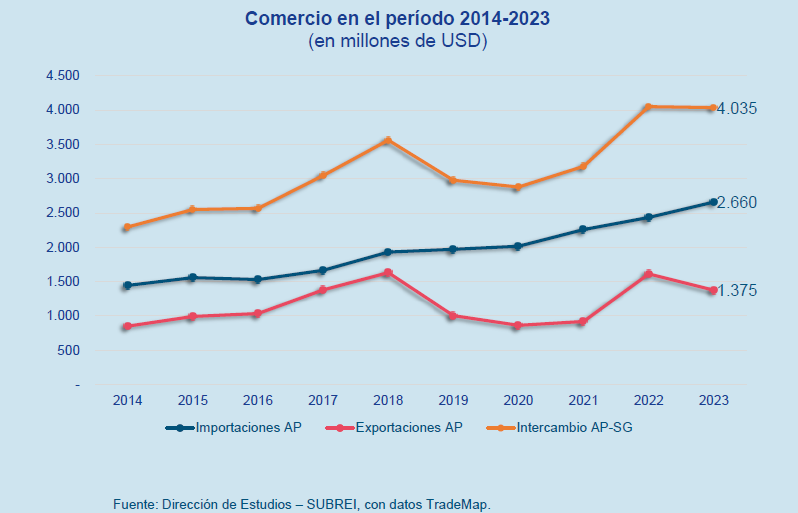 Comercio en el período 2014-2023
(en millones de USD)
4.500
4.000
3.500
3.000
2.500
2.000
1.500
1.000
500
-
4.035
2.660
1.375
2014 2015 2016 2017 2018 2019 2020 2021 2022 2023
Importaciones AP Exportaciones AP Intercambio AP-SG
Fuente: Dirección de Estudios – SUBREI, con datos TradeMap.